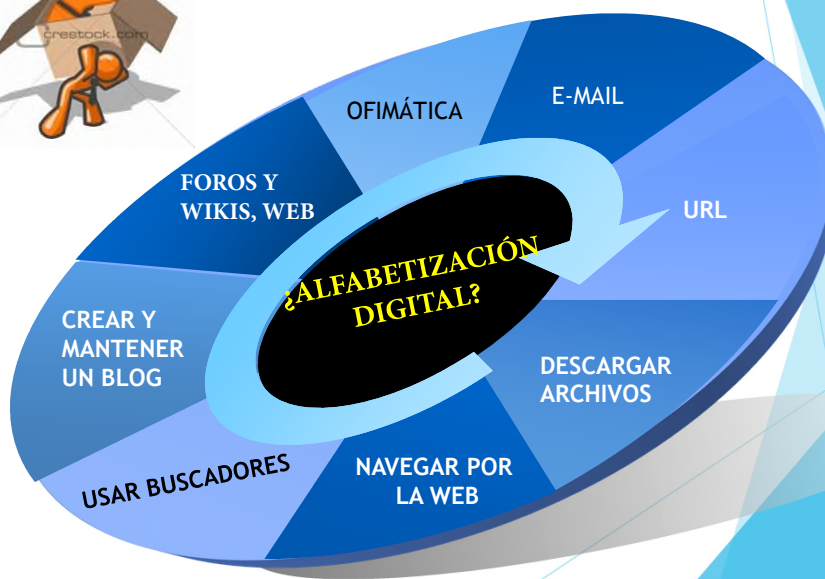 crestock.com
OFIMÁTICA
E-MAIL
FOROS Y
WIKIS, WEB
URL
¿ALFABETIZACIÓN
DIGITAL?
CREAR Y
MANTENER
UN BLOG
DESCARGAR
ARCHIVOS
USAR BUSCADORES
NAVEGAR POR
LA WEB